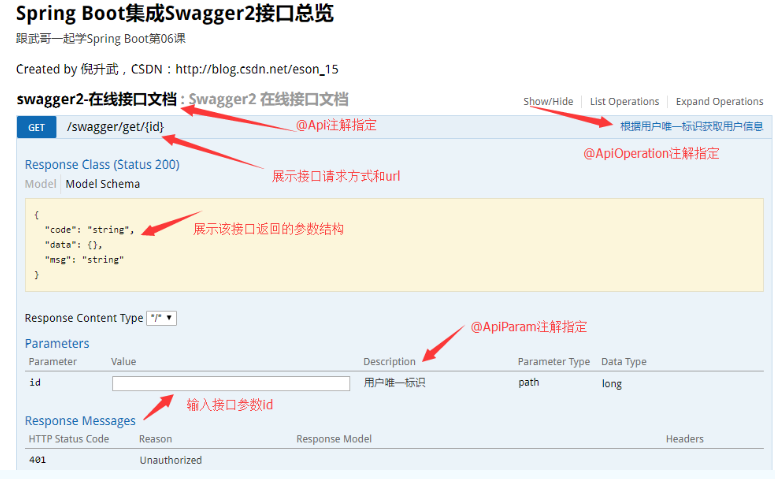 Spring Boot集成Swagger2接口总览
跟武哥一起学Spring Boot第06课
Created by 倪升武，CSDN：http://blog.csdn.net/eson_15
swagger2-在线接口文档 : Swagger2 在线接口文档
Show/Hide List Operations Expand Operations
GET /swagger/get/{id} @Api注解指定 根据用户唯一标识获取用户信息
@ApiOperation注解指定
Response Class (Status 200)
展示接口请求方式和url
Model Model Schema
{
"code": "string", 展示该接口返回的参数结构
"data": {},
"msg": "string"
}
Response Content Type */* ▼
@ApiParam注解指定
Parameters
Parameter Value Description Parameter Type Data Type
id 用户唯一标识 path long
输入接口参数id
Response Messages
HTTP Status Code Reason Response Model Headers
401 Unauthorized